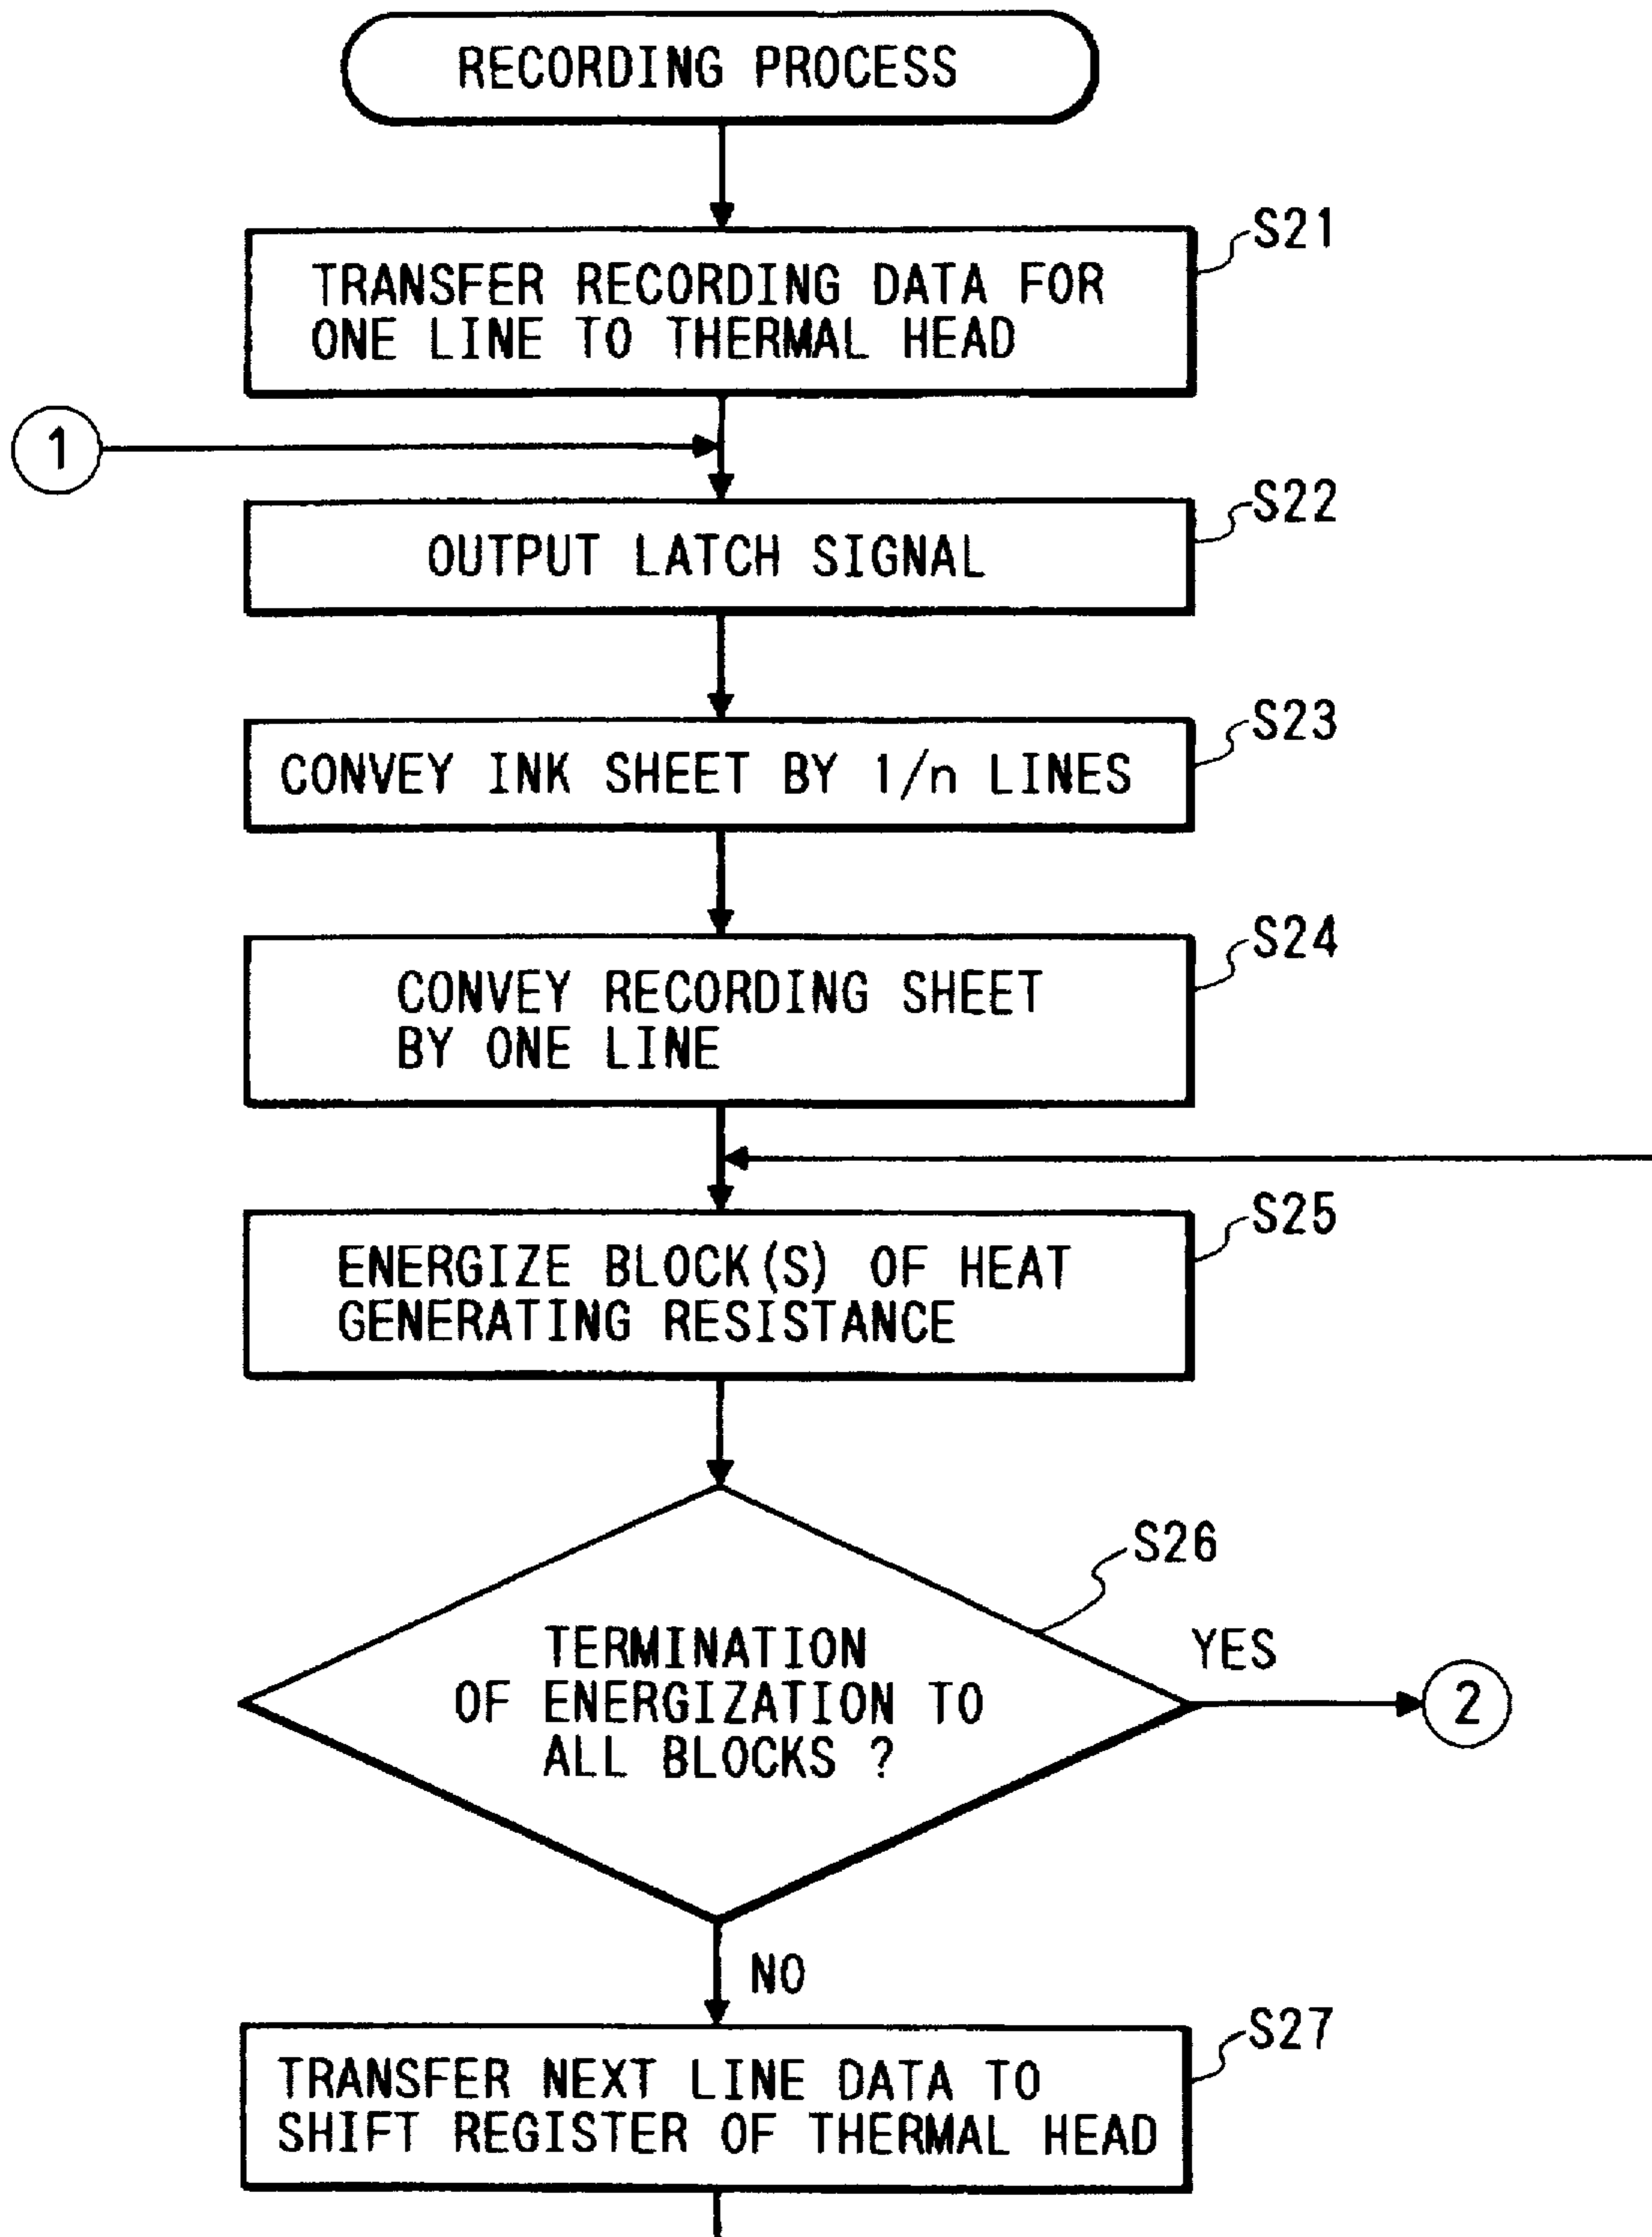 RECORDING PROCESS
S21
TRANSFER RECORDING DATA FOR
ONE LINE TO THERMAL HEAD
1
S22
OUTPUT LATCH SIGNAL
S23
CONVEY INK SHEET BY 1/n LINES
S24
CONVEY RECORDING SHEET
BY ONE LINE
S25
ENERGIZE BLOCK(S) OF HEAT
GENERATING RESISTANCE
S26
TERMINATION
OF ENERGIZATION TO
ALL BLOCKS ?
YES
2
NO
S27
TRANSFER NEXT LINE DATA TO
SHIFT REGISTER OF THERMAL HEAD